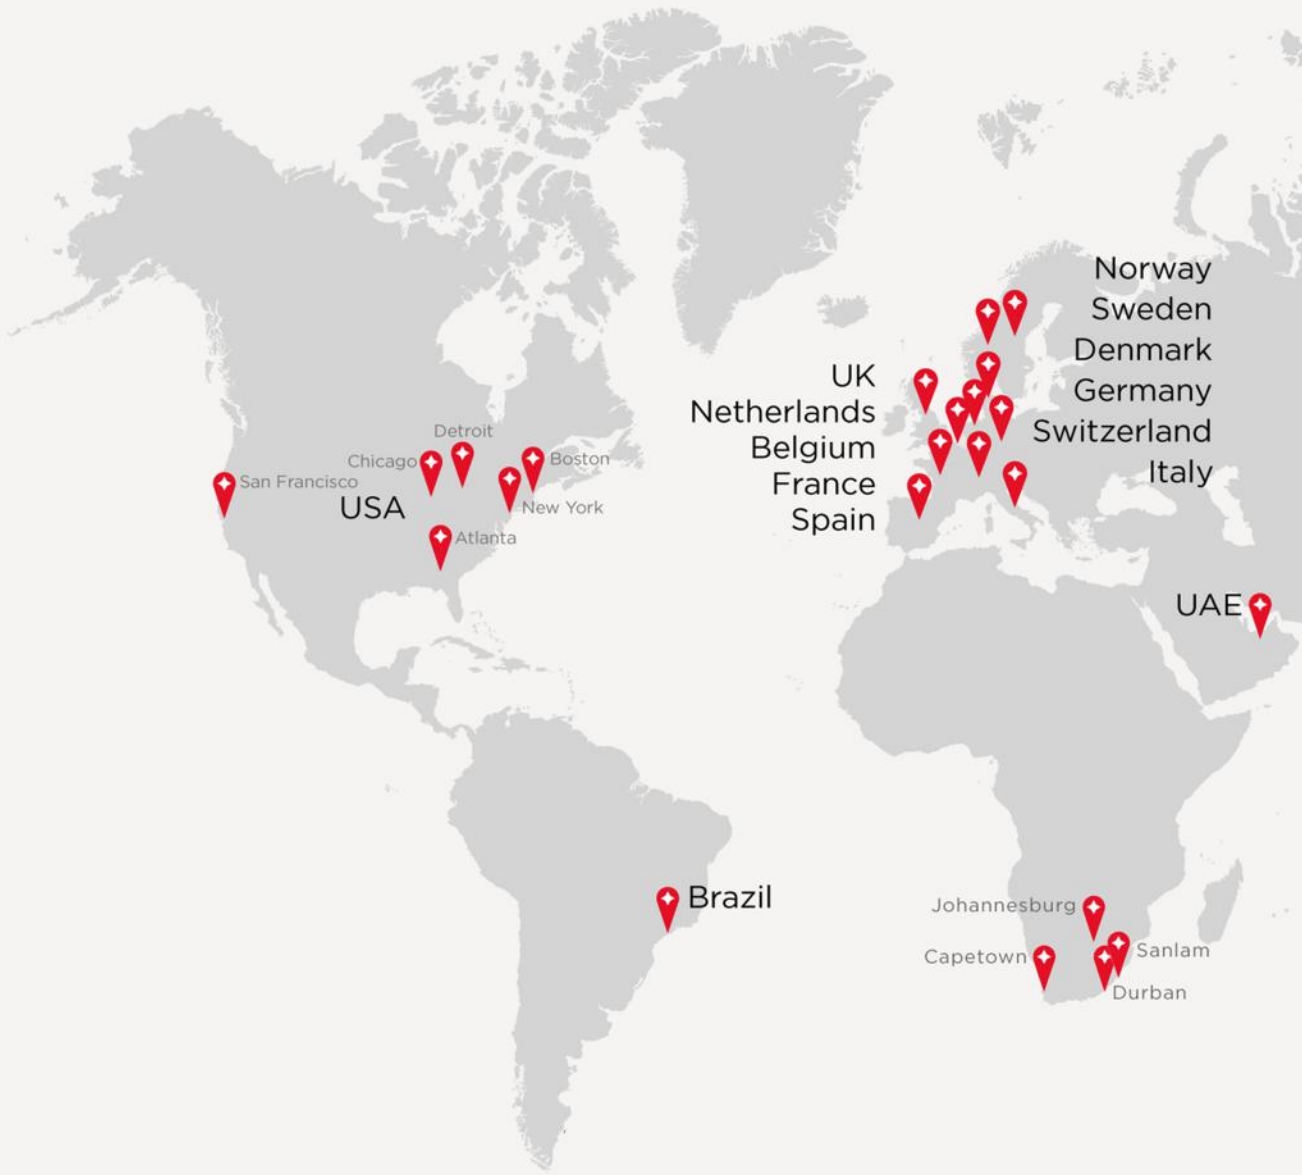 Norway
Sweden
Denmark
Germany
Switzerland
Italy
UK
Netherlands
Belgium
France
Spain
Detroit
Chicago
Boston
San Francisco
USA
New York
Atlanta
UAE
Brazil
Johannesburg
Capetown
Sanlam
Durban